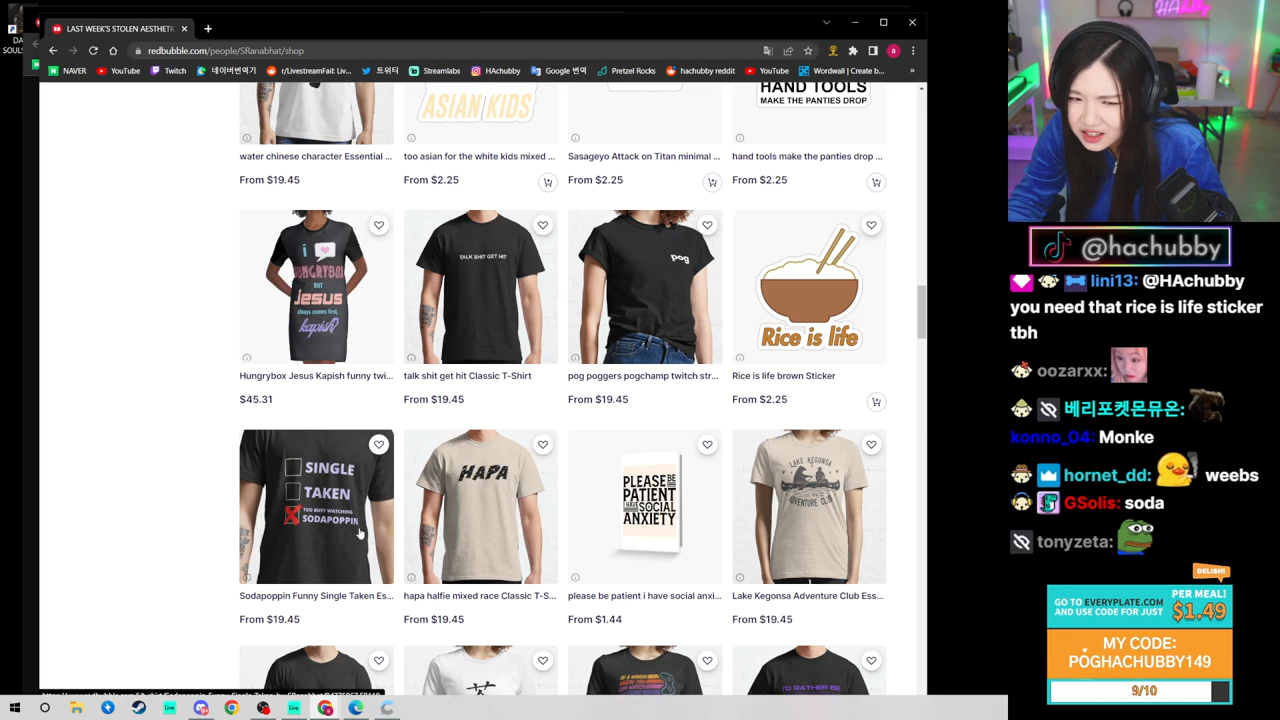 LAST WEEK'S STOLEN AESTHETIC
redbubble.com/people/SRanabhat/shop
NAVER
YouTube
Twitch
네이버번역기
r/LivestreamFail: Liv...
트위터
Streamlabs
HAchubby
Google 번역
Pretzel Rocks
hachubby reddit
YouTube
Wordwall | Create b...
ASIAN KIDS
HAND TOOLS
MAKE THE PANTIES DROP
water chinese character Essential ...
too asian for the white kids mixed ...
Sasageyo Attack on Titan minimal ...
hand tools make the panties drop ...
From $19.45
From $2.25
From $2.25
From $2.25
i
HUNGRYBOX
BUT
Jesus
always comes first,
kapish
TALK SHIT GET HIT
pog
Rice is life
Hungrybox Jesus Kapish funny twi...
talk shit get hit Classic T-Shirt
pog poggers pogchamp twitch str...
Rice is life brown Sticker
$45.31
From $19.45
From $19.45
From $2.25
SINGLE
TAKEN
TOO BUSY WATCHING
SODAPOPPIN
HAPA
PLEASE BE
PATIENT
I HAVE SOCIAL
ANXIETY
LAKE KEGONSA
ADVENTURE CLUB
Sodapoppin Funny Single Taken Es...
hapa halfie mixed race Classic T-S...
please be patient i have social anxi...
Lake Kegonsa Adventure Club Ess...
From $19.45
From $19.45
From $1.44
From $19.45
I'D RATHER BE
@hachubby
lini13: @HAchubby
you need that rice is life sticker
tbh
oozarxx:
베리포켓몬뮤온:
konno_04: Monke
hornet_dd: weebs
GSolis: soda
tonyzeta:
DELISH!
GO TO EVERYPLATE.COM
AND USE CODE FOR JUST
PER MEAL!
$1.49
MY CODE:
POGHACHUBBY149
9/10